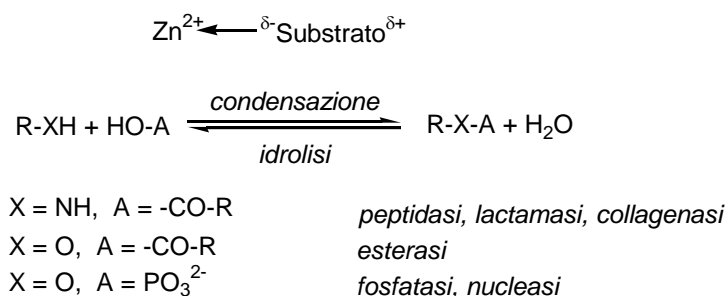 Zn²⁺ ← δ-Substratoδ+
condensazione
R-XH + HO-A ⇌ R-X-A + H₂O
idrolisi
X = NH, A = -CO-R peptidasi, lactamasi, collagenasi
X = O, A = -CO-R esterasi
X = O, A = PO₃²⁻ fosfatasi, nucleasi